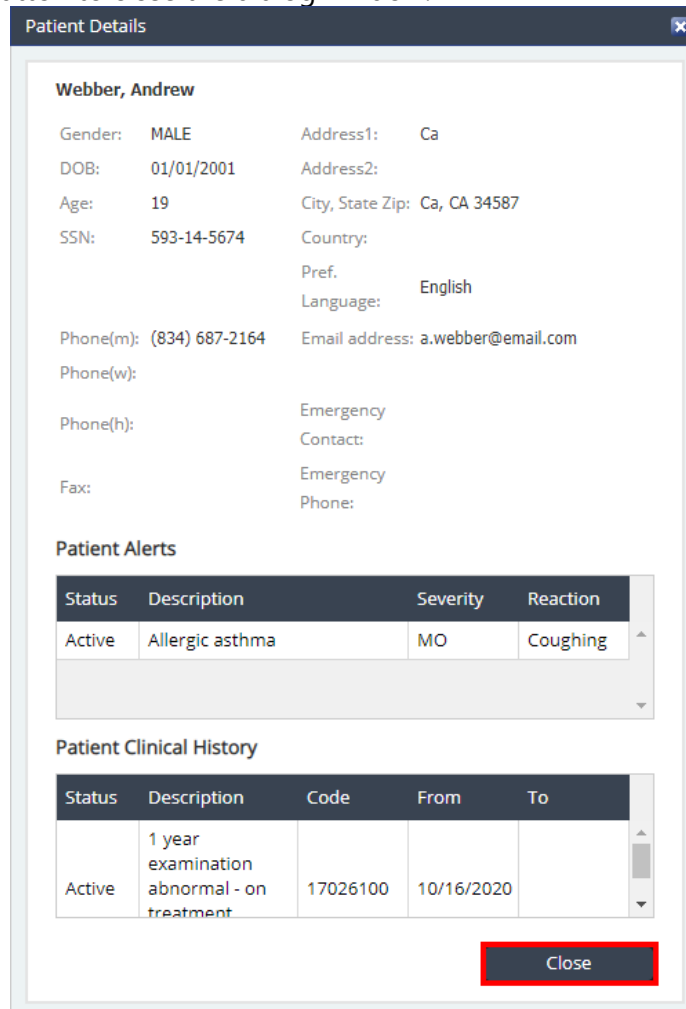 Patient Details
Webber, Andrew
Gender: MALE Address1: Ca
DOB: 01/01/2001 Address2:
Age: 19 City, State Zip: Ca, CA 34587
SSN: 593-14-5674 Country:
Pref. Language: English
Phone(m): (834) 687-2164 Email address: a.webber@email.com
Phone(w):
Phone(h): Emergency Contact:
Fax: Emergency Phone:
Patient Alerts
Status Description Severity Reaction
Active Allergic asthma MO Coughing
Patient Clinical History
Status Description Code From To
Active 1 year examination abnormal - on treatment 17026100 10/16/2020
Close